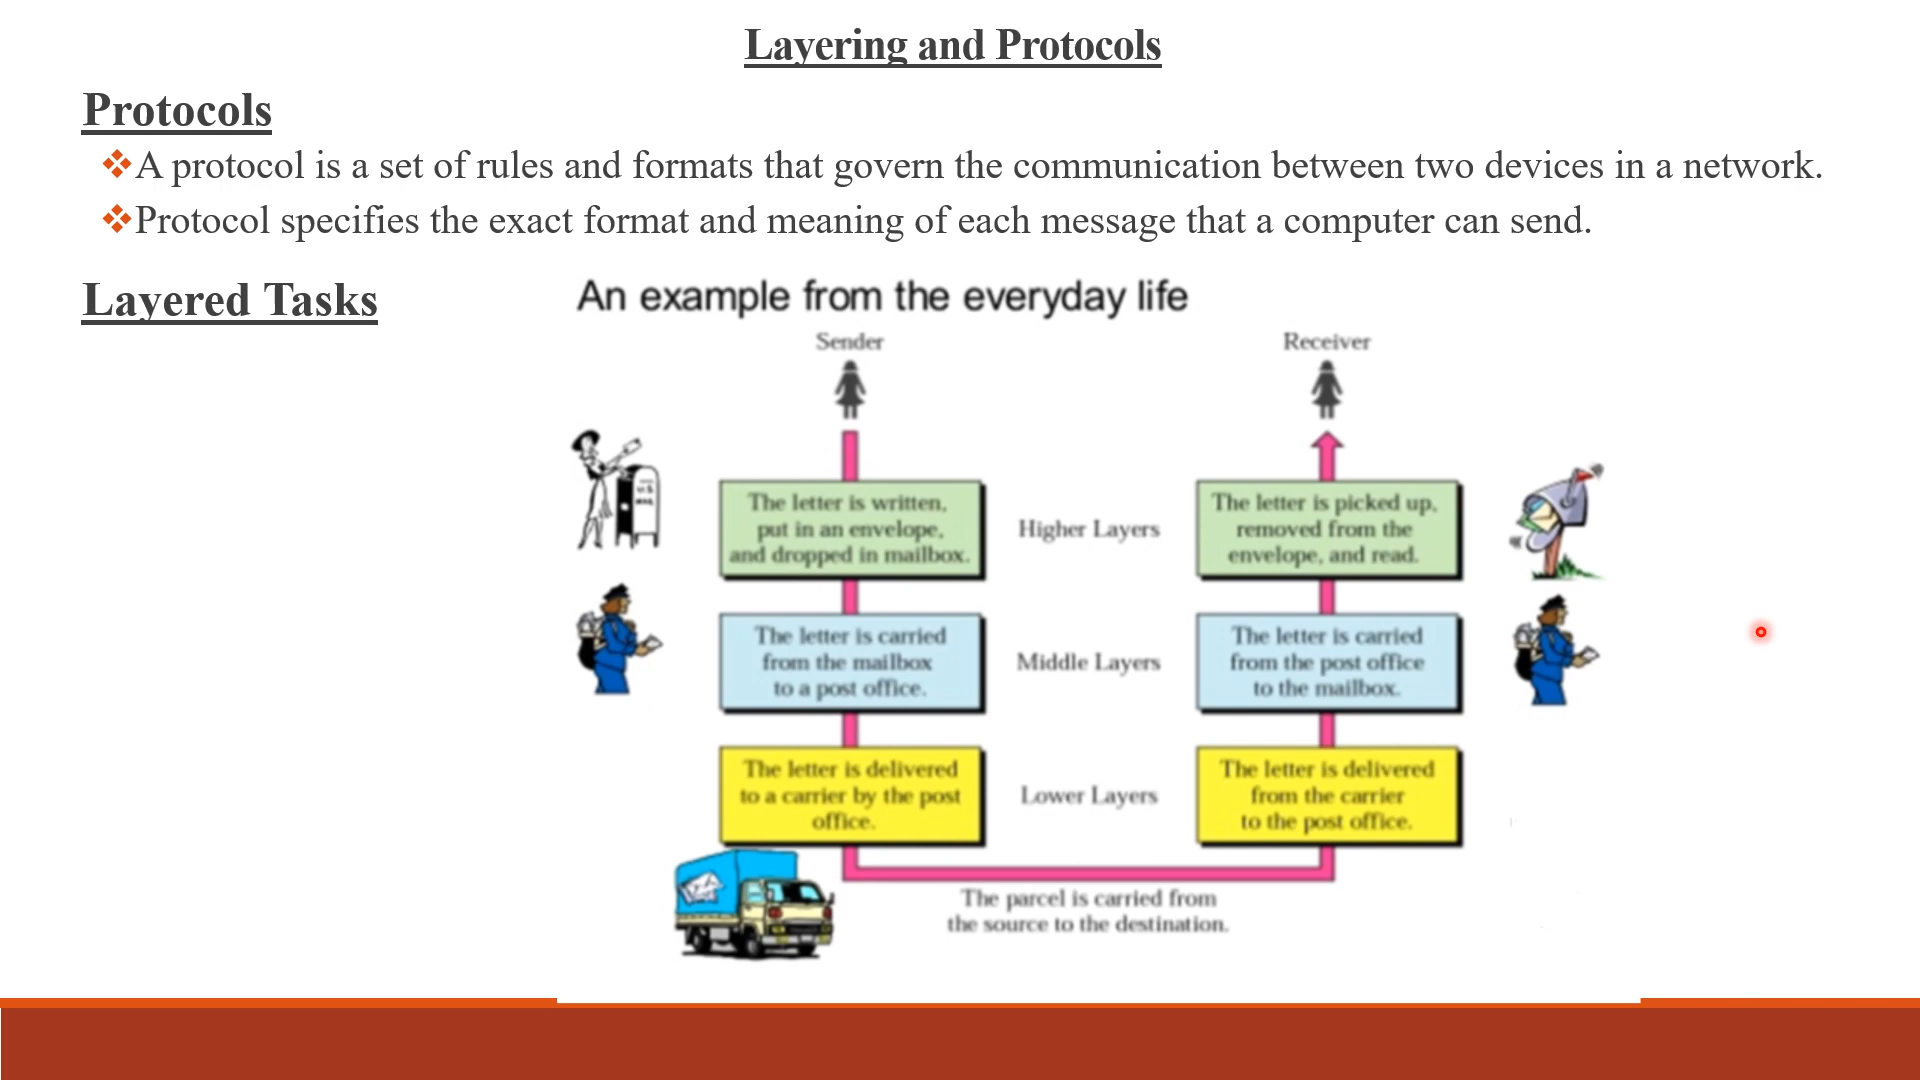 Layering and Protocols
Protocols
❖A protocol is a set of rules and formats that govern the communication between two devices in a network.
❖Protocol specifies the exact format and meaning of each message that a computer can send.
Layered Tasks
An example from the everyday life
Sender
Receiver
The letter is written,
put in an envelope,
and dropped in mailbox.
Higher Layers
The letter is picked up,
removed from the
envelope, and read.
The letter is carried
from the mailbox
to a post office.
Middle Layers
The letter is carried
from the post office
to the mailbox.
The letter is delivered
to a carrier by the post
office.
Lower Layers
The letter is delivered
from the carrier
to the post office.
The parcel is carried from
the source to the destination.